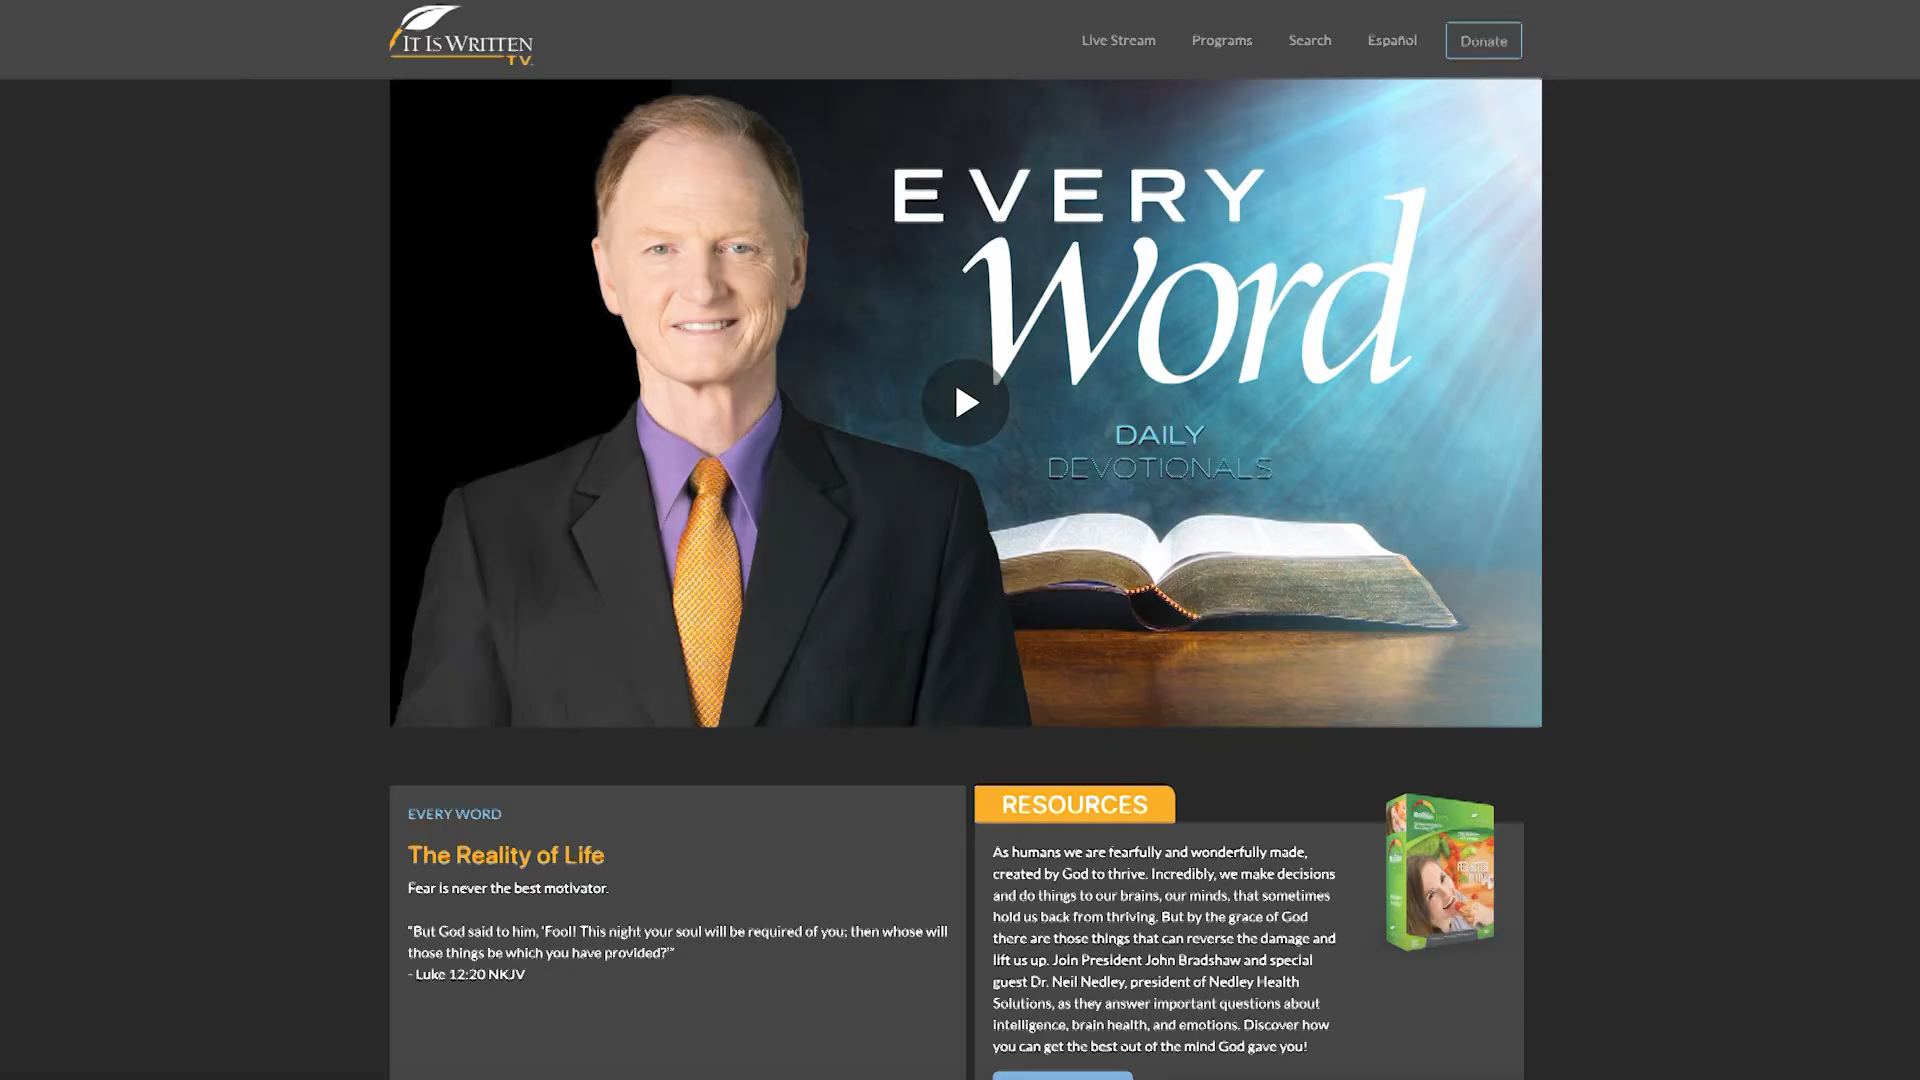 IT IS WRITTEN
TV
Live Stream
Programs
Search
Español
Donate
EVERY
Word
DAILY
DEVOTIONALS
EVERY WORD
The Reality of Life
Fear is never the best motivator.
"But God said to him, 'Fool! This night your soul will be required of you; then whose will
those things be which you have provided?'"
- Luke 12:20 NKJV
RESOURCES
As humans we are fearfully and wonderfully made,
created by God to thrive. Incredibly, we make decisions
and do things to our brains, our minds, that sometimes
hold us back from thriving. But by the grace of God
there are those things that can reverse the damage and
lift us up. Join President John Bradshaw and special
guest Dr. Neil Nedley, president of Nedley Health
Solutions, as they answer important questions about
intelligence, brain health, and emotions. Discover how
you can get the best out of the mind God gave you!